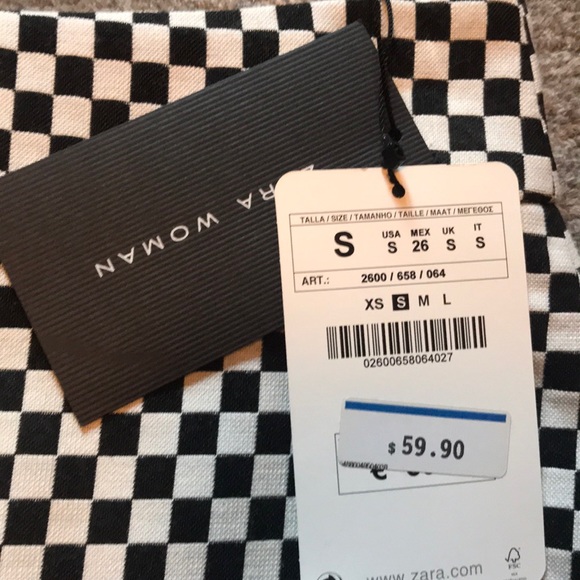 ZARA WOMAN
TALLA / SIZE / TAMANHO / TAILLE / MAAT / ΜΕΓΕΘΟΣ
S USA S MEX 26 UK S IT S
ART.: 2600 / 658 / 064
XS S M L
02600658064027
$ 59.90
FSC
www.zara.com